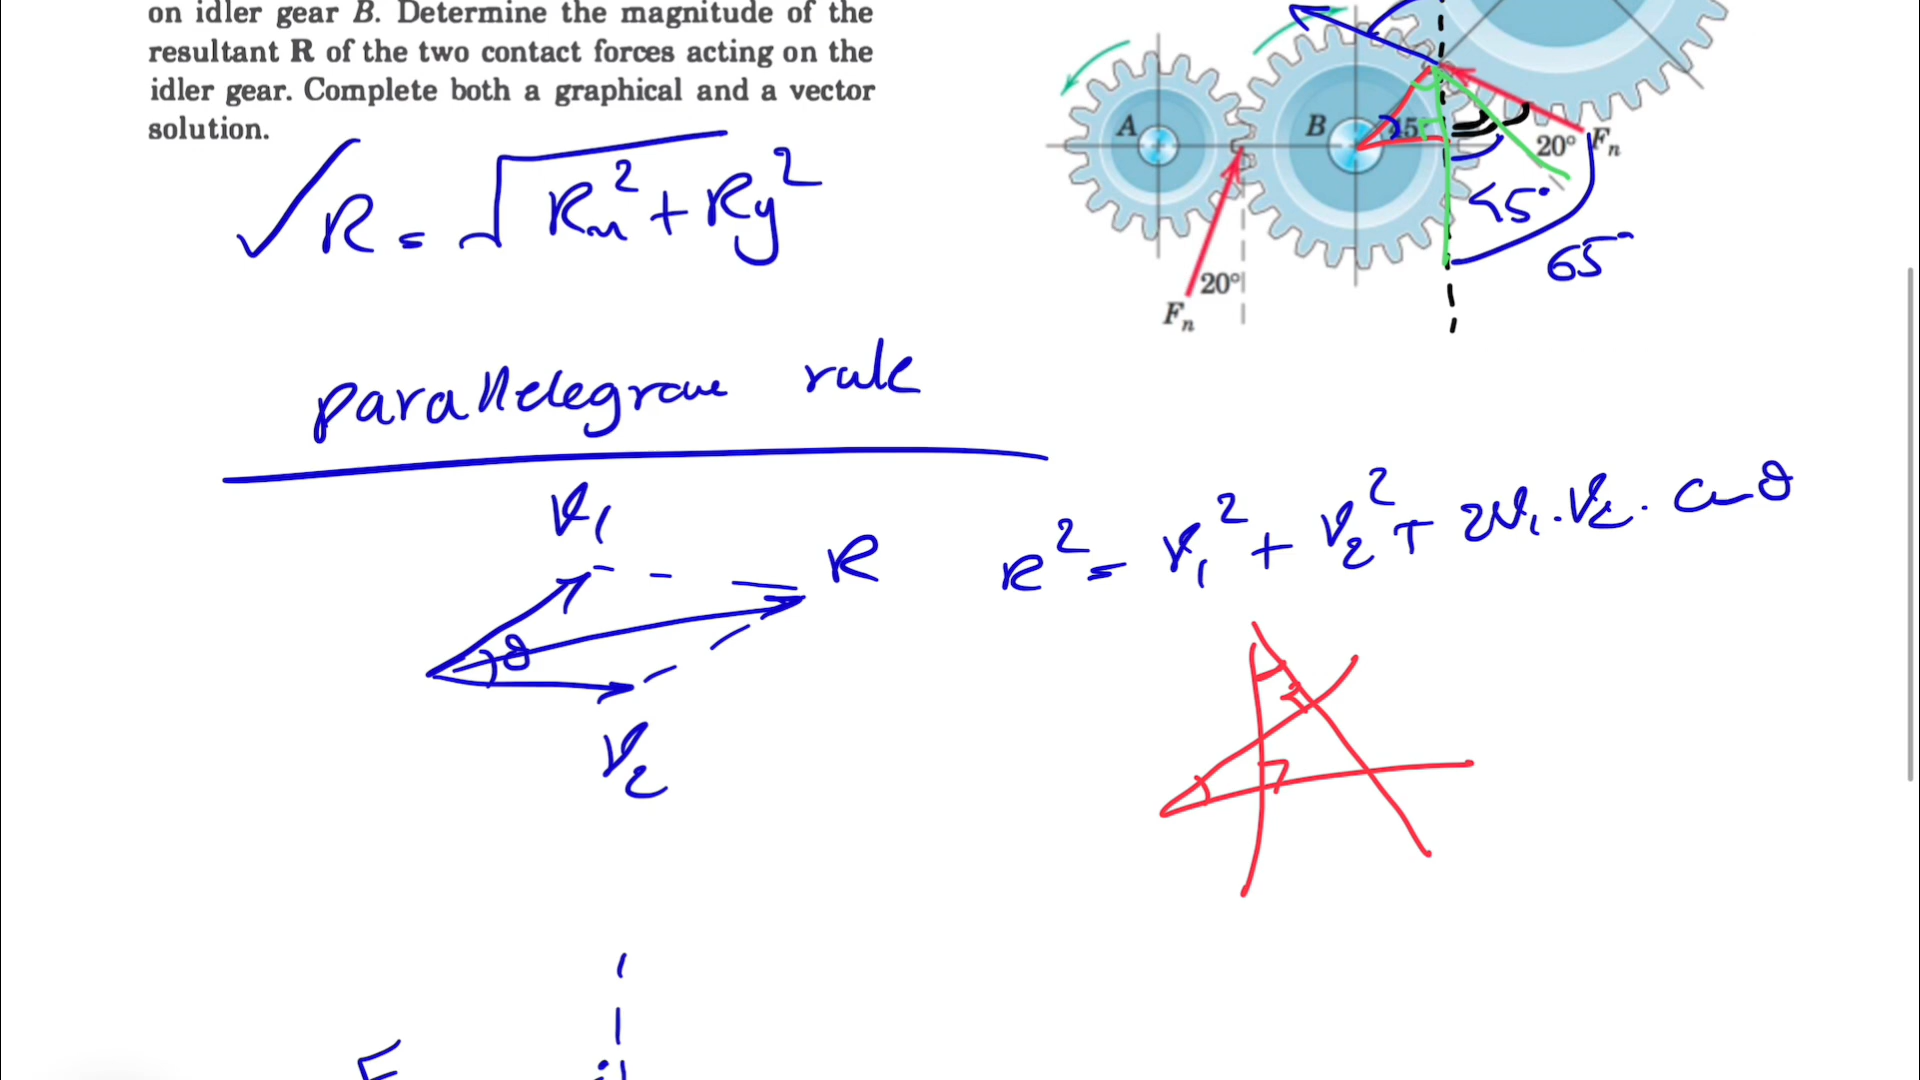 on idler gear B. Determine the magnitude of the
resultant R of the two contact forces acting on the
idler gear. Complete both a graphical and a vector
solution.
A
B
45°
20°
Fn
20°
Fn
45°
65°
√R = √Rx² + Ry²
parallelegram rule
V1
R
θ
V2
R² = V1² + V2² + 2V1.V2. cosθ
F